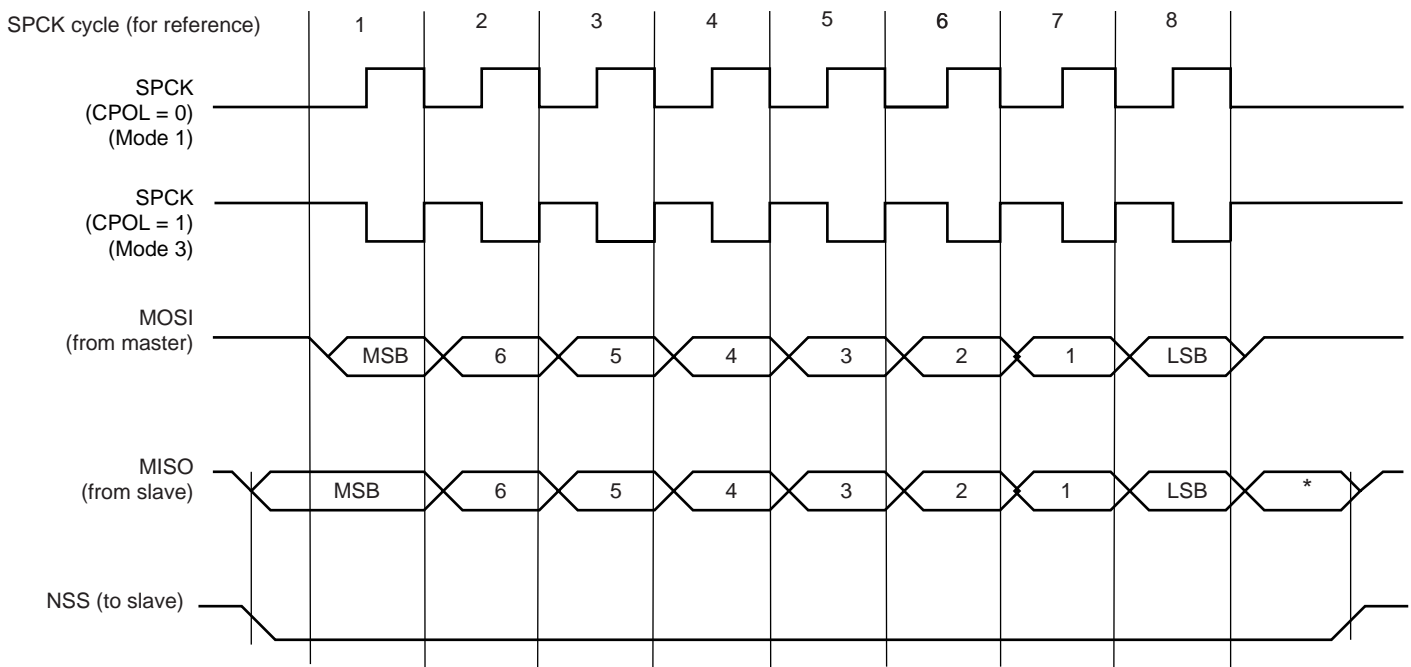 SPCK cycle (for reference) 1 2 3 4 5 6 7 8
SPCK
(CPOL = 0)
(Mode 1)
SPCK
(CPOL = 1)
(Mode 3)
MOSI
(from master)
MSB 6 5 4 3 2 1 LSB
MISO
(from slave)
MSB 6 5 4 3 2 1 LSB *
NSS (to slave)